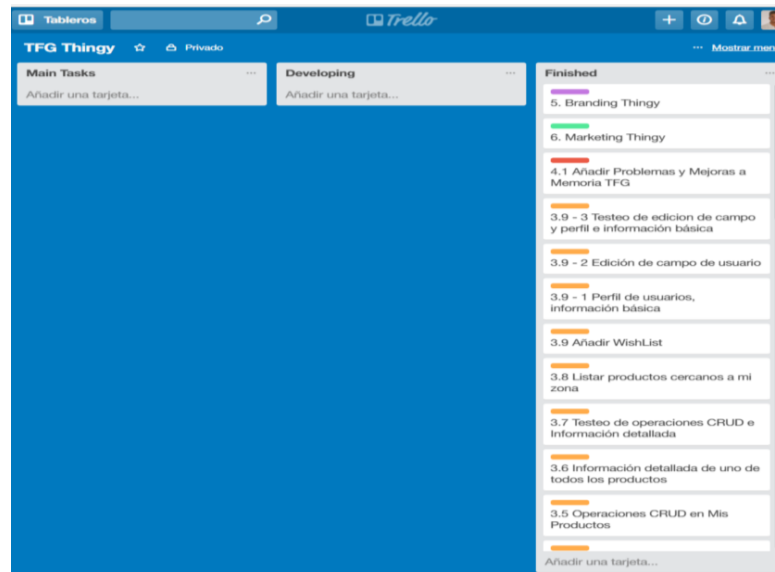 Tableros
Trello
TFG Thingy
Privado
... Mostrar men
Main Tasks
...
Añadir una tarjeta...
Developing
...
Añadir una tarjeta...
Finished
...
5. Branding Thingy
6. Marketing Thingy
4.1 Añadir Problemas y Mejoras a
Memoria TFG
3.9 - 3 Testeo de edicion de campo
y perfil e información básica
3.9 - 2 Edición de campo de usuario
3.9 - 1 Perfil de usuarios,
información básica
3.9 Añadir WishList
3.8 Listar productos cercanos a mi
zona
3.7 Testeo de operaciones CRUD e
Información detallada
3.6 Información detallada de uno de
todos los productos
3.5 Operaciones CRUD en Mis
Productos
Añadir una tarjeta...